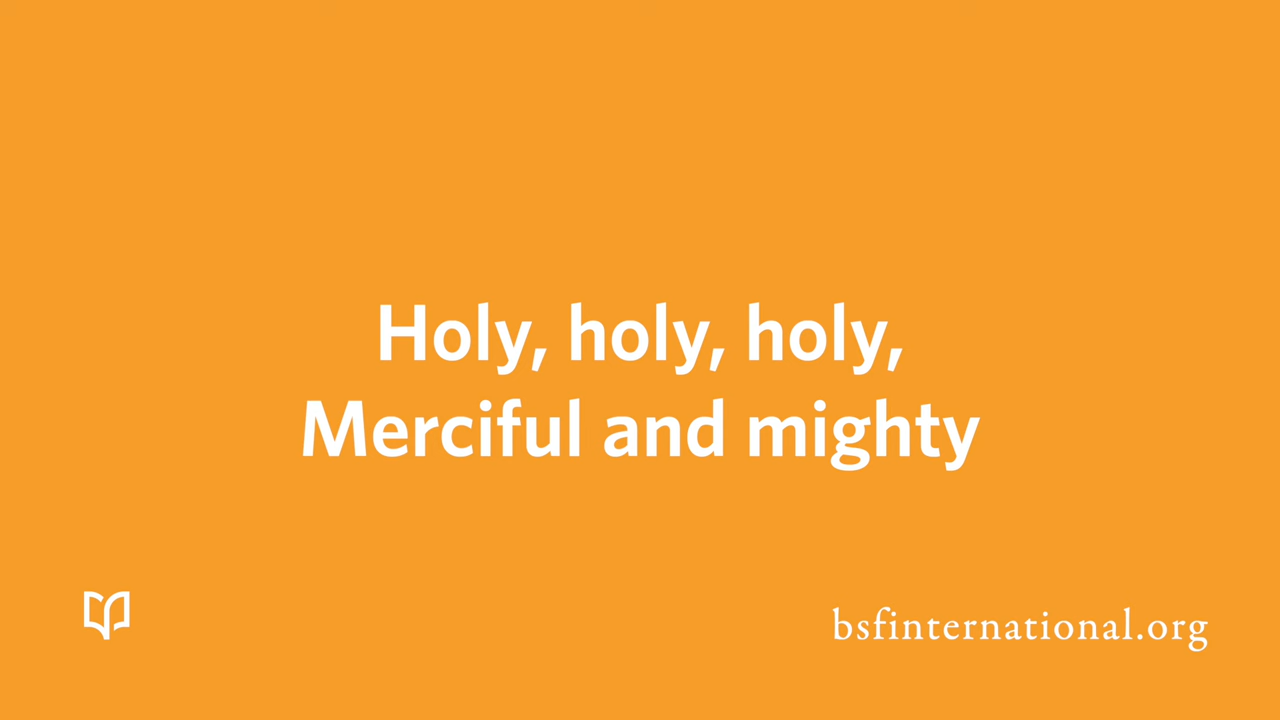 Holy, holy, holy,
Merciful and mighty
bsfinternational.org